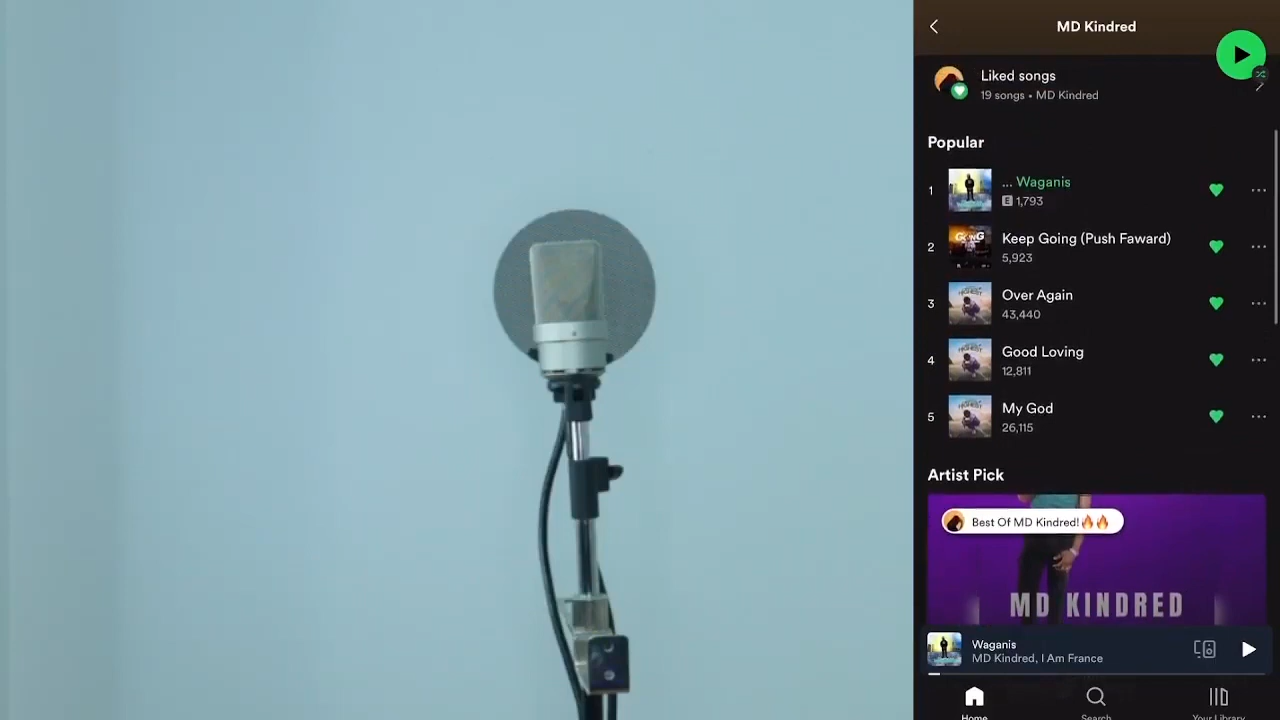 MD Kindred
Liked songs
19 songs • MD Kindred
Popular
1
... Waganis
E 1,793
2
Keep Going (Push Faward)
5,923
3
Over Again
43,440
4
Good Loving
12,811
5
My God
26,115
Artist Pick
Best Of MD Kindred!🔥🔥
MD KINDRED
Waganis
MD Kindred, I Am France
Home
Search
Your Library